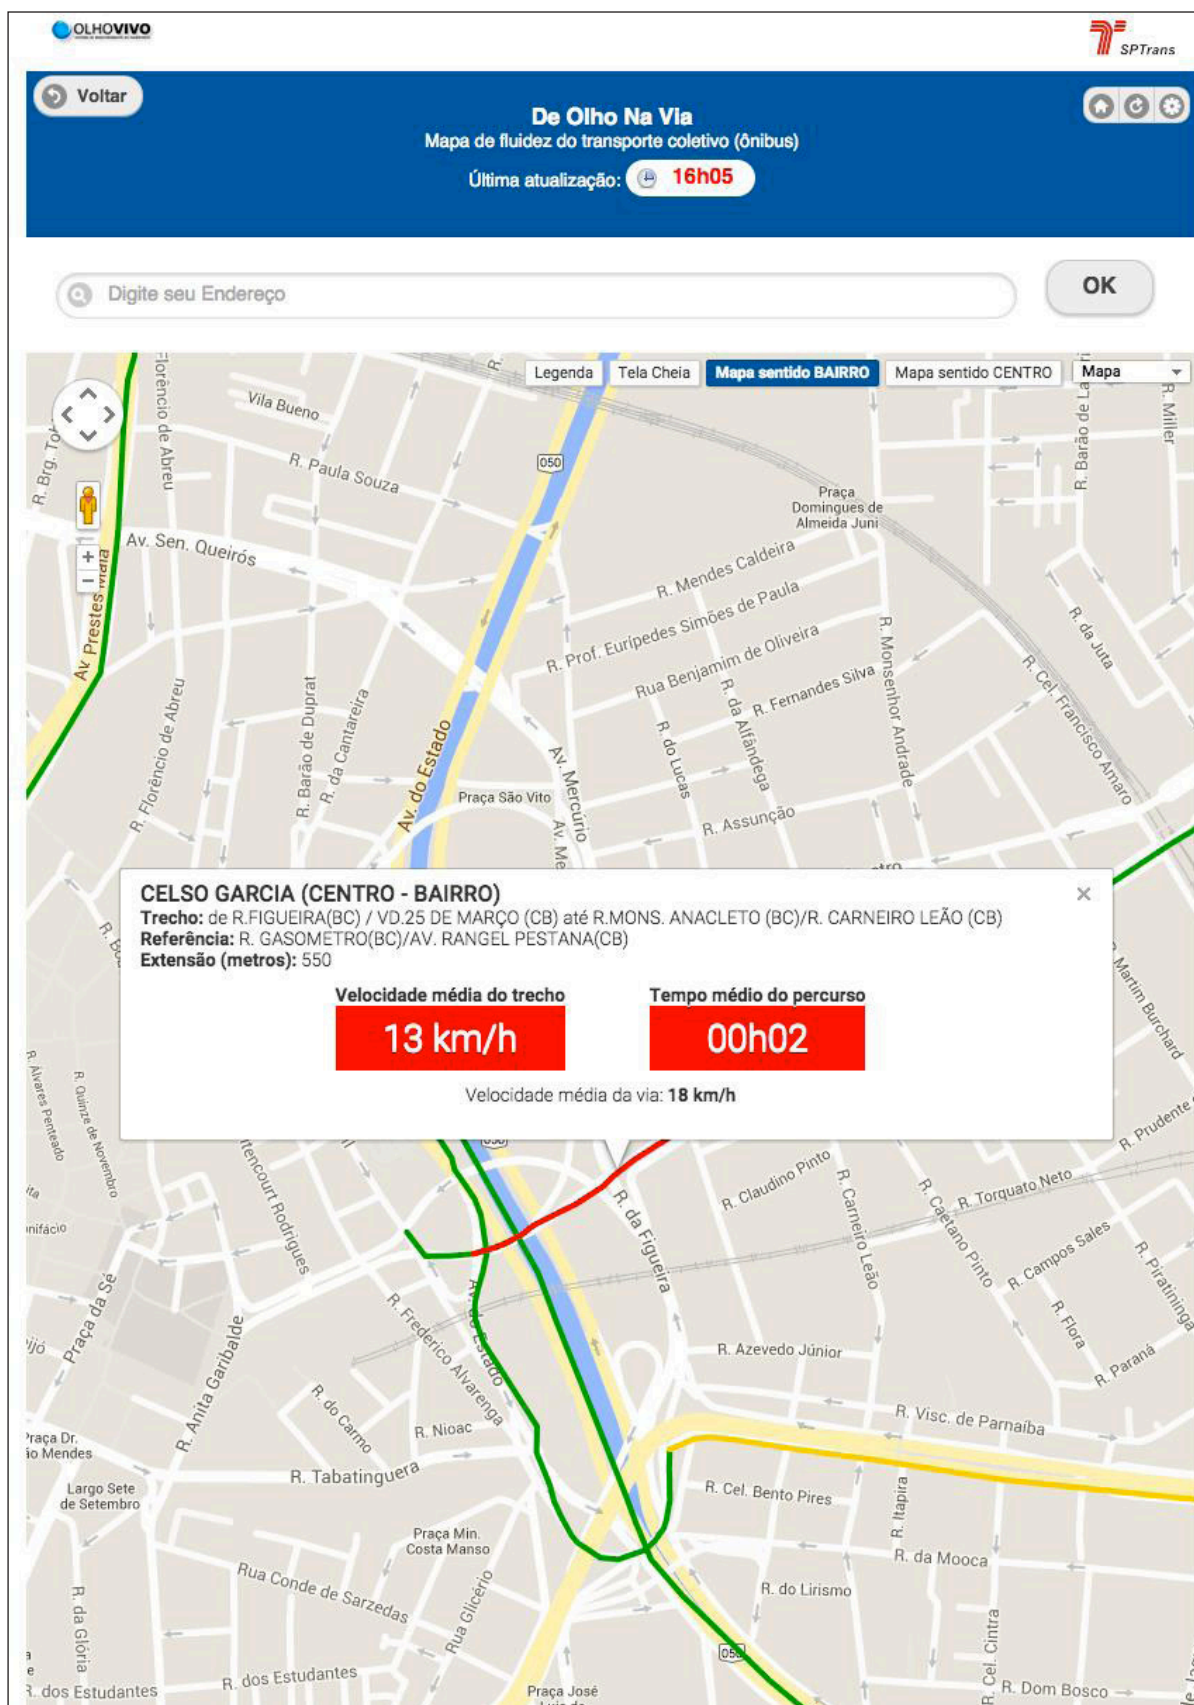 OLHOVIVO
SPTrans
Voltar
De Olho Na Via
Mapa de fluidez do transporte coletivo (ônibus)
Última atualização: 16h05
Digite seu Endereço
OK
Legenda
Tela Cheia
Mapa sentido BAIRRO
Mapa sentido CENTRO
Mapa
R. Miller
Vila Bueno
R. Paula Souza
050
Praça
Domingues de
Almeida Juni
Av. Sen. Queirós
Av. Prestes Maia
R. Mendes Caldeira
R. Prof. Eurípedes Simões de Paula
Rua Benjamim de Oliveira
R. Fernandes Silva
R. Monsenhor Andrade
R. da Juta
R. Cel. Francisco Amaro
R. da Alfândega
R. do Lucas
R. Florêncio de Abreu
R. Barão de Duprat
R. da Cantareira
Av. do Estado
Av. Mercúrio
Praça São Vito
R. Assunção
CELSO GARCIA (CENTRO - BAIRRO)
Trecho: de R.FIGUEIRA(BC) / VD.25 DE MARÇO (CB) até R.MONS. ANACLETO (BC)/R. CARNEIRO LEÃO (CB)
Referência: R. GASOMETRO(BC)/AV. RANGEL PESTANA(CB)
Extensão (metros): 550
Velocidade média do trecho
Tempo médio do percurso
13 km/h
00h02
Velocidade média da via: 18 km/h
R. Martim Burchard
R. Álvares Penteado
R. Quinze de Novembro
R. Prudente
R. Claudino Pinto
R. Carneiro Leão
R. Caetano Pinto
R. Torquato Neto
R. Campos Sales
R. Piratininga
R. da Figueira
Praça da Sé
R. Anita Garibalde
R. Frederico Alvarenga
Av. do Estado
R. Flora
R. Paraná
R. Azevedo Júnior
R. Visc. de Parnaíba
R. do Carmo
R. Nioac
R. Tabatinguera
Praça Dr.
Largo Sete
de Setembro
R. Cel. Bento Pires
R. Itapira
Praça Min.
Costa Manso
R. da Mooca
Rua Conde de Sarzedas
Rua Glicério
R. do Lirismo
R. da Glória
R. Cel. Cintra
R. dos Estudantes
R. dos Estudantes
Praça José
R. Dom Bosco